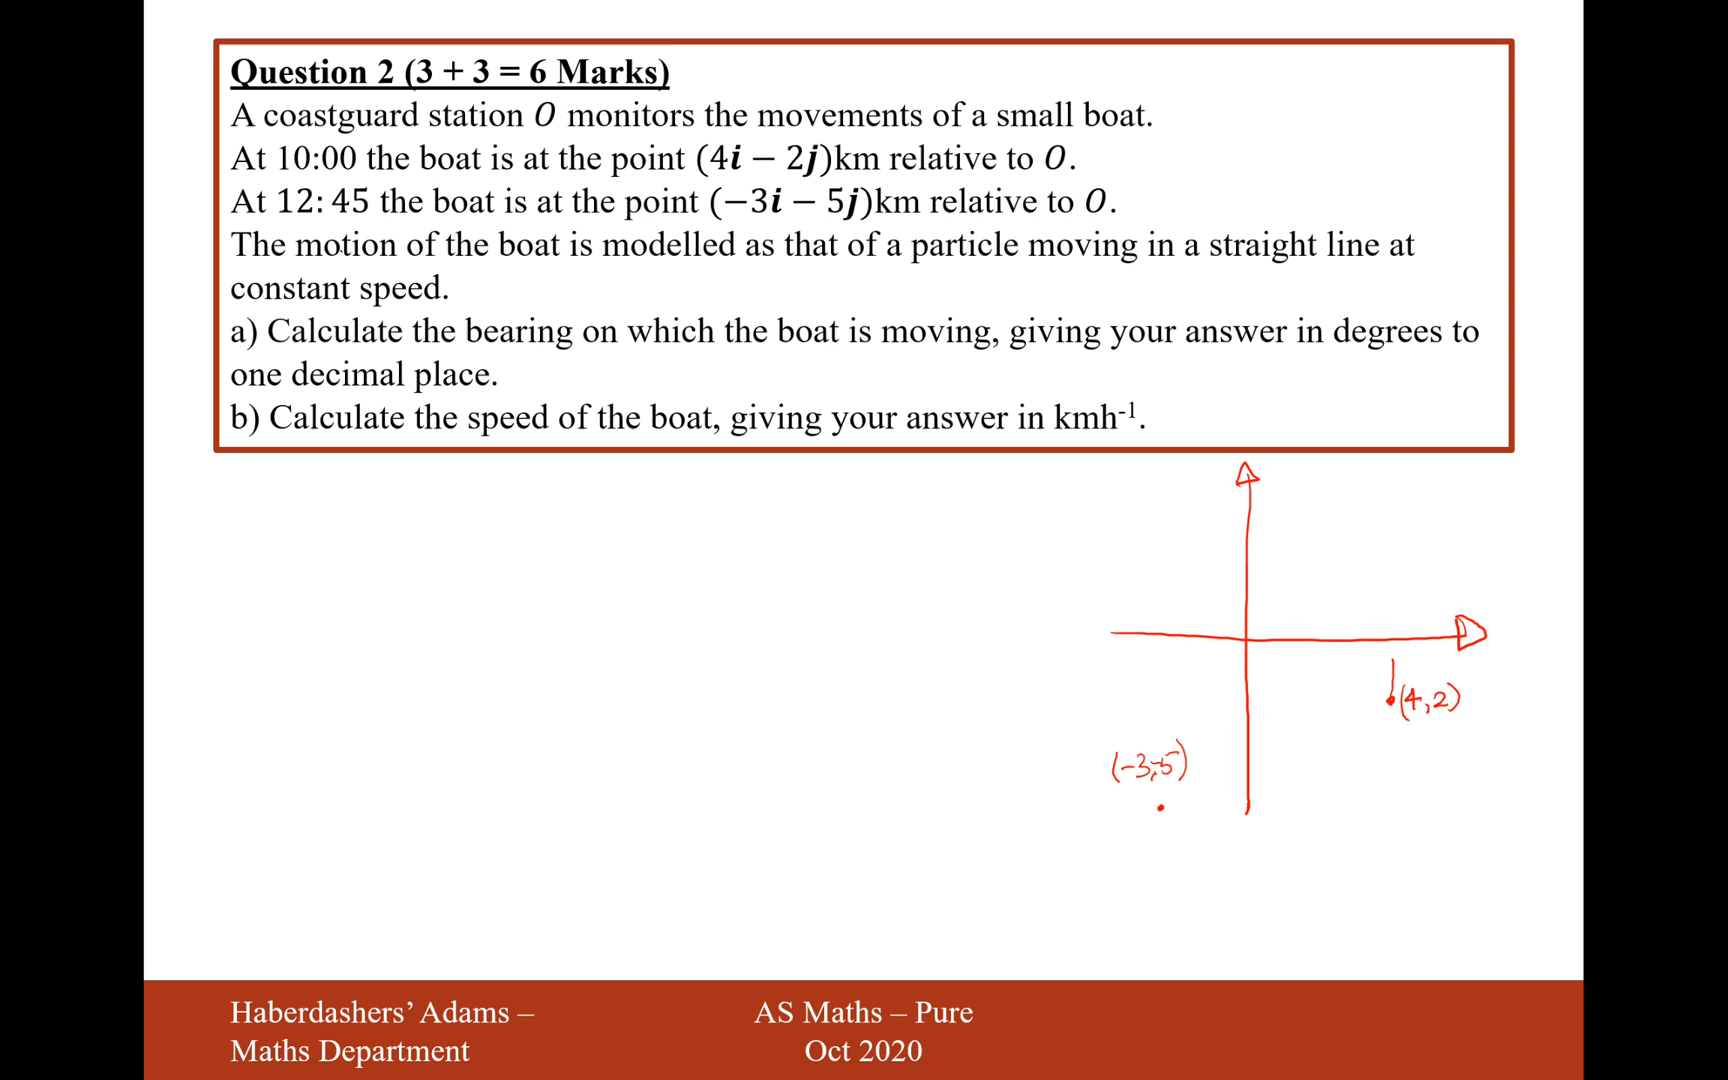 Question 2 (3 + 3 = 6 Marks)
A coastguard station O monitors the movements of a small boat.
At 10:00 the boat is at the point (4i − 2j)km relative to O.
At 12: 45 the boat is at the point (−3i − 5j)km relative to O.
The motion of the boat is modelled as that of a particle moving in a straight line at
constant speed.
a) Calculate the bearing on which the boat is moving, giving your answer in degrees to
one decimal place.
b) Calculate the speed of the boat, giving your answer in kmh⁻¹.
(4,2)
(-3,-5)
Haberdashers’ Adams –
Maths Department
AS Maths – Pure
Oct 2020